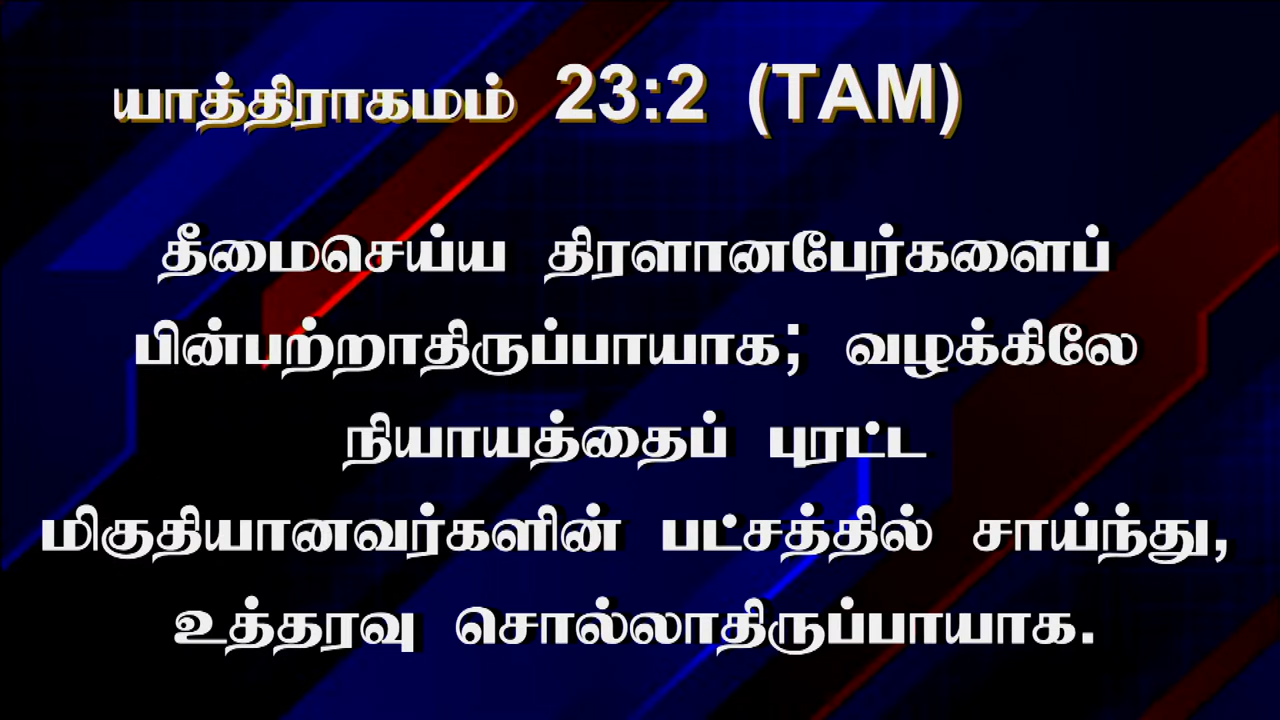 யாத்திராகமம் 23:2 (TAM)
தீமைசெய்ய திரளானபேர்களைப்
பின்பற்றாதிருப்பாயாக; வழக்கிலே
நியாயத்தைப் புரட்ட
மிகுதியானவர்களின் பட்சத்தில் சாய்ந்து,
உத்தரவு சொல்லாதிருப்பாயாக.